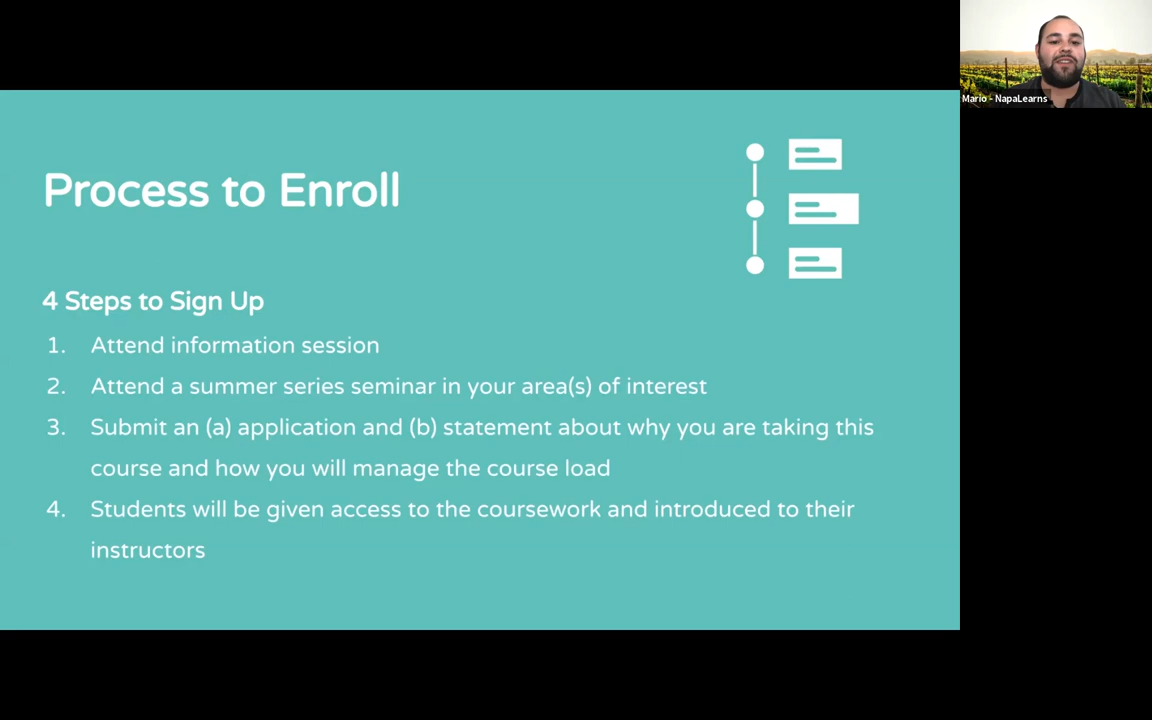 Process to Enroll
4 Steps to Sign Up
1. Attend information session
2. Attend a summer series seminar in your area(s) of interest
3. Submit an (a) application and (b) statement about why you are taking this
course and how you will manage the course load
4. Students will be given access to the coursework and introduced to their
instructors
Mario - NapaLearns